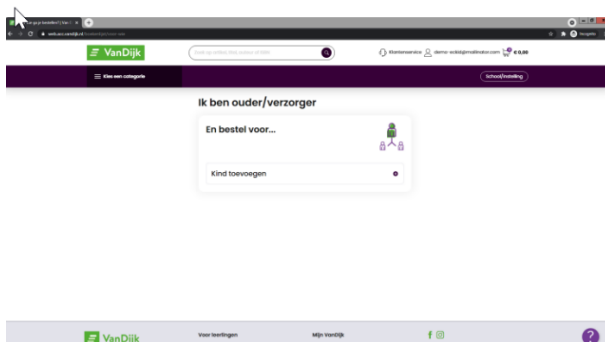 Incognito
VanDijk
Klantenservice
€ 0,00
Kies een categorie
School/Instelling
Ik ben ouder/verzorger
En bestel voor...
Kind toevoegen
VanDijk
Voor leerlingen
Mijn VanDijk
?